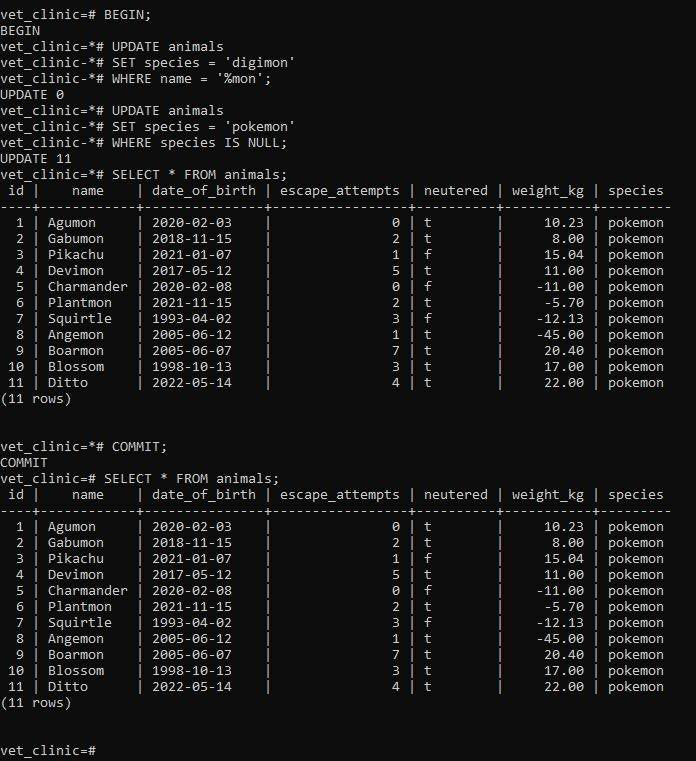 vet_clinic=# BEGIN;
BEGIN
vet_clinic=*# UPDATE animals
vet_clinic-*# SET species = 'digimon'
vet_clinic-*# WHERE name = '%mon';
UPDATE 0
vet_clinic=*# UPDATE animals
vet_clinic-*# SET species = 'pokemon'
vet_clinic-*# WHERE species IS NULL;
UPDATE 11
vet_clinic=*# SELECT * FROM animals;
 id |    name    | date_of_birth | escape_attempts | neutered | weight_kg | species
----+------------+---------------+-----------------+----------+-----------+---------
  1 | Agumon     | 2020-02-03    |               0 | t        |     10.23 | pokemon
  2 | Gabumon    | 2018-11-15    |               2 | t        |      8.00 | pokemon
  3 | Pikachu    | 2021-01-07    |               1 | f        |     15.04 | pokemon
  4 | Devimon    | 2017-05-12    |               5 | t        |     11.00 | pokemon
  5 | Charmander | 2020-02-08    |               0 | f        |    -11.00 | pokemon
  6 | Plantmon   | 2021-11-15    |               2 | t        |     -5.70 | pokemon
  7 | Squirtle   | 1993-04-02    |               3 | f        |    -12.13 | pokemon
  8 | Angemon    | 2005-06-12    |               1 | t        |    -45.00 | pokemon
  9 | Boarmon    | 2005-06-07    |               7 | t        |     20.40 | pokemon
 10 | Blossom    | 1998-10-13    |               3 | t        |     17.00 | pokemon
 11 | Ditto      | 2022-05-14    |               4 | t        |     22.00 | pokemon
(11 rows)
vet_clinic=*# COMMIT;
COMMIT
vet_clinic=# SELECT * FROM animals;
 id |    name    | date_of_birth | escape_attempts | neutered | weight_kg | species
----+------------+---------------+-----------------+----------+-----------+---------
  1 | Agumon     | 2020-02-03    |               0 | t        |     10.23 | pokemon
  2 | Gabumon    | 2018-11-15    |               2 | t        |      8.00 | pokemon
  3 | Pikachu    | 2021-01-07    |               1 | f        |     15.04 | pokemon
  4 | Devimon    | 2017-05-12    |               5 | t        |     11.00 | pokemon
  5 | Charmander | 2020-02-08    |               0 | f        |    -11.00 | pokemon
  6 | Plantmon   | 2021-11-15    |               2 | t        |     -5.70 | pokemon
  7 | Squirtle   | 1993-04-02    |               3 | f        |    -12.13 | pokemon
  8 | Angemon    | 2005-06-12    |               1 | t        |    -45.00 | pokemon
  9 | Boarmon    | 2005-06-07    |               7 | t        |     20.40 | pokemon
 10 | Blossom    | 1998-10-13    |               3 | t        |     17.00 | pokemon
 11 | Ditto      | 2022-05-14    |               4 | t        |     22.00 | pokemon
(11 rows)
vet_clinic=#